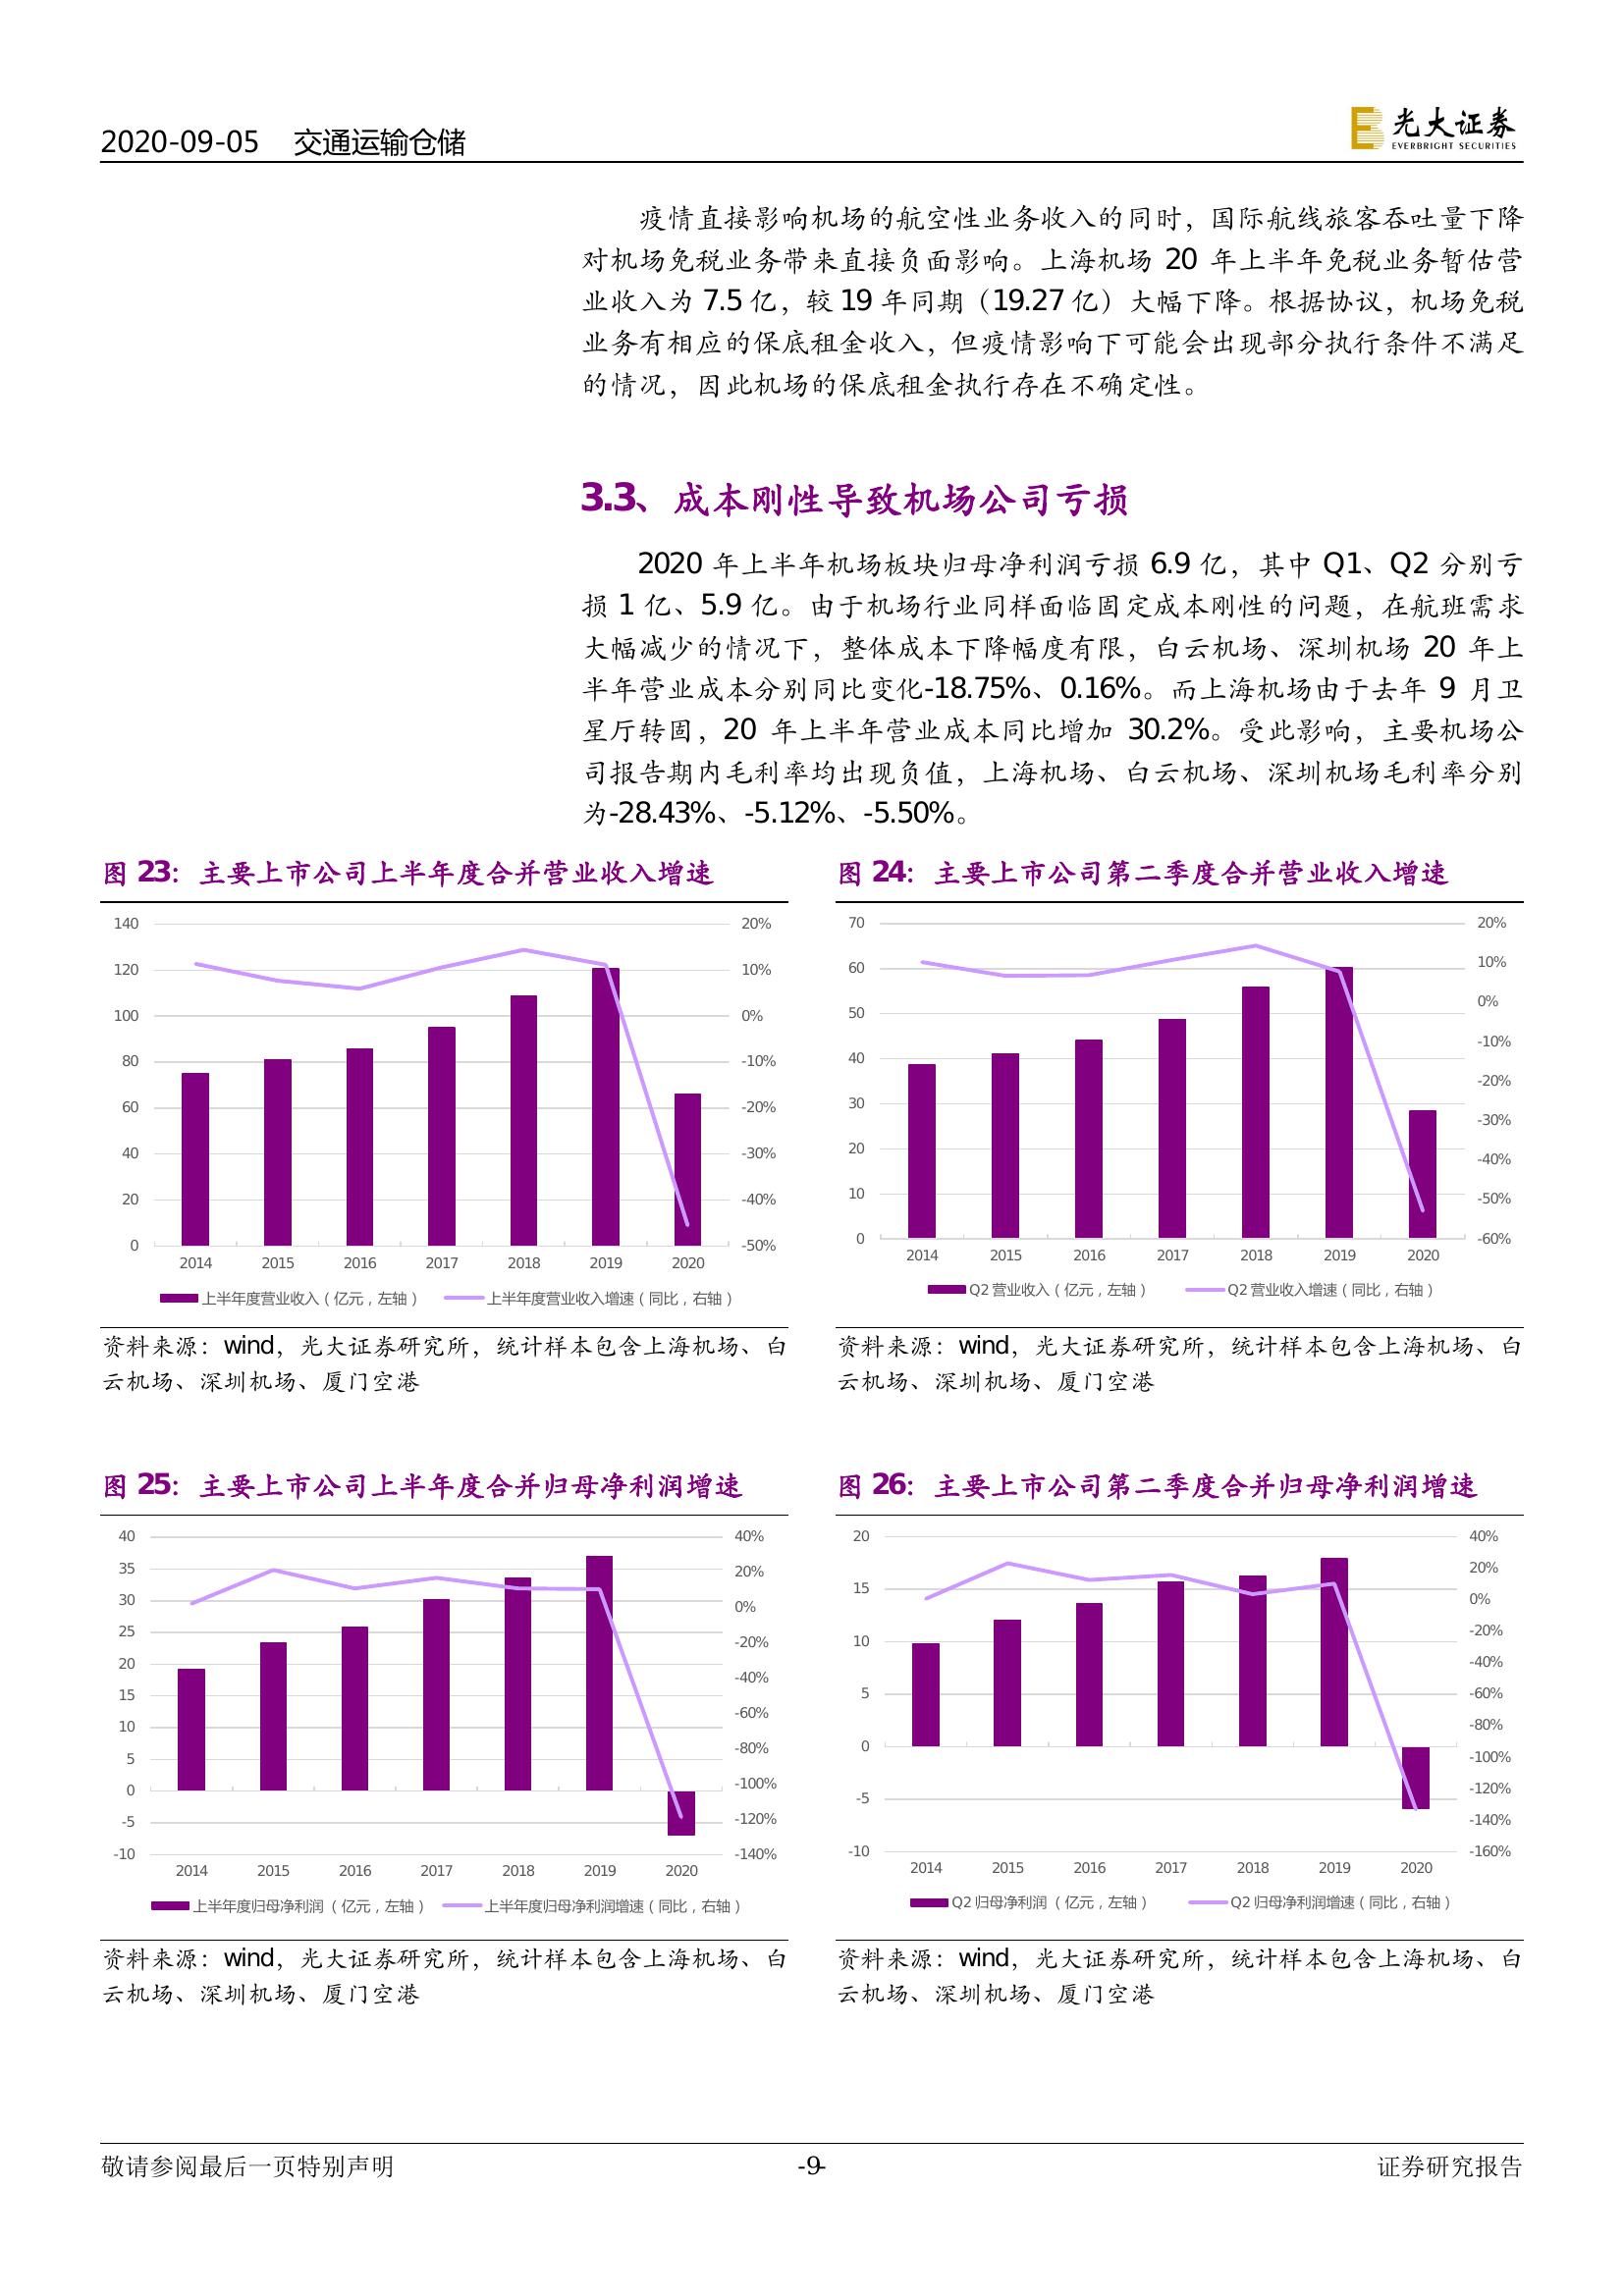 2020-09-05 交通运输仓储
光大证券
EVERBRIGHT SECURITIES
疫情直接影响机场的航空性业务收入的同时，国际航线旅客吞吐量下降
对机场免税业务带来直接负面影响。上海机场 20 年上半年免税业务暂估营
业收入为 7.5 亿，较 19 年同期（19.27 亿）大幅下降。根据协议，机场免税
业务有相应的保底租金收入，但疫情影响下可能会出现部分执行条件不满足
的情况，因此机场的保底租金执行存在不确定性。
3.3、成本刚性导致机场公司亏损
2020 年上半年机场板块归母净利润亏损 6.9 亿，其中 Q1、Q2 分别亏
损 1 亿、5.9 亿。由于机场行业同样面临固定成本刚性的问题，在航班需求
大幅减少的情况下，整体成本下降幅度有限，白云机场、深圳机场 20 年上
半年营业成本分别同比变化-18.75%、0.16%。而上海机场由于去年 9 月卫
星厅转固，20 年上半年营业成本同比增加 30.2%。受此影响，主要机场公
司报告期内毛利率均出现负值，上海机场、白云机场、深圳机场毛利率分别
为-28.43%、-5.12%、-5.50%。
图 23：主要上市公司上半年度合并营业收入增速
140 20%
120 10%
100 0%
80 -10%
60 -20%
40 -30%
20 -40%
0 -50%
2014 2015 2016 2017 2018 2019 2020
上半年度营业收入（亿元，左轴） 上半年度营业收入增速（同比，右轴）
资料来源：wind，光大证券研究所，统计样本包含上海机场、白
云机场、深圳机场、厦门空港
图 24：主要上市公司第二季度合并营业收入增速
70 20%
60 10%
50 0%
40 -10%
30 -20%
20 -30%
10 -40%
0 -50%
-60%
2014 2015 2016 2017 2018 2019 2020
Q2 营业收入（亿元，左轴） Q2 营业收入增速（同比，右轴）
资料来源：wind，光大证券研究所，统计样本包含上海机场、白
云机场、深圳机场、厦门空港
图 25：主要上市公司上半年度合并归母净利润增速
40 40%
35 20%
30 0%
25 -20%
20 -40%
15 -60%
10 -80%
5 -100%
0 -120%
-5 -140%
-10
2014 2015 2016 2017 2018 2019 2020
上半年度归母净利润（亿元，左轴） 上半年度归母净利润增速（同比，右轴）
资料来源：wind，光大证券研究所，统计样本包含上海机场、白
云机场、深圳机场、厦门空港
图 26：主要上市公司第二季度合并归母净利润增速
20 40%
15 20%
10 0%
5 -20%
0 -40%
-5 -60%
-10 -80%
-100%
-120%
-140%
-160%
2014 2015 2016 2017 2018 2019 2020
Q2 归母净利润（亿元，左轴） Q2 归母净利润增速（同比，右轴）
资料来源：wind，光大证券研究所，统计样本包含上海机场、白
云机场、深圳机场、厦门空港
敬请参阅最后一页特别声明 -9- 证券研究报告